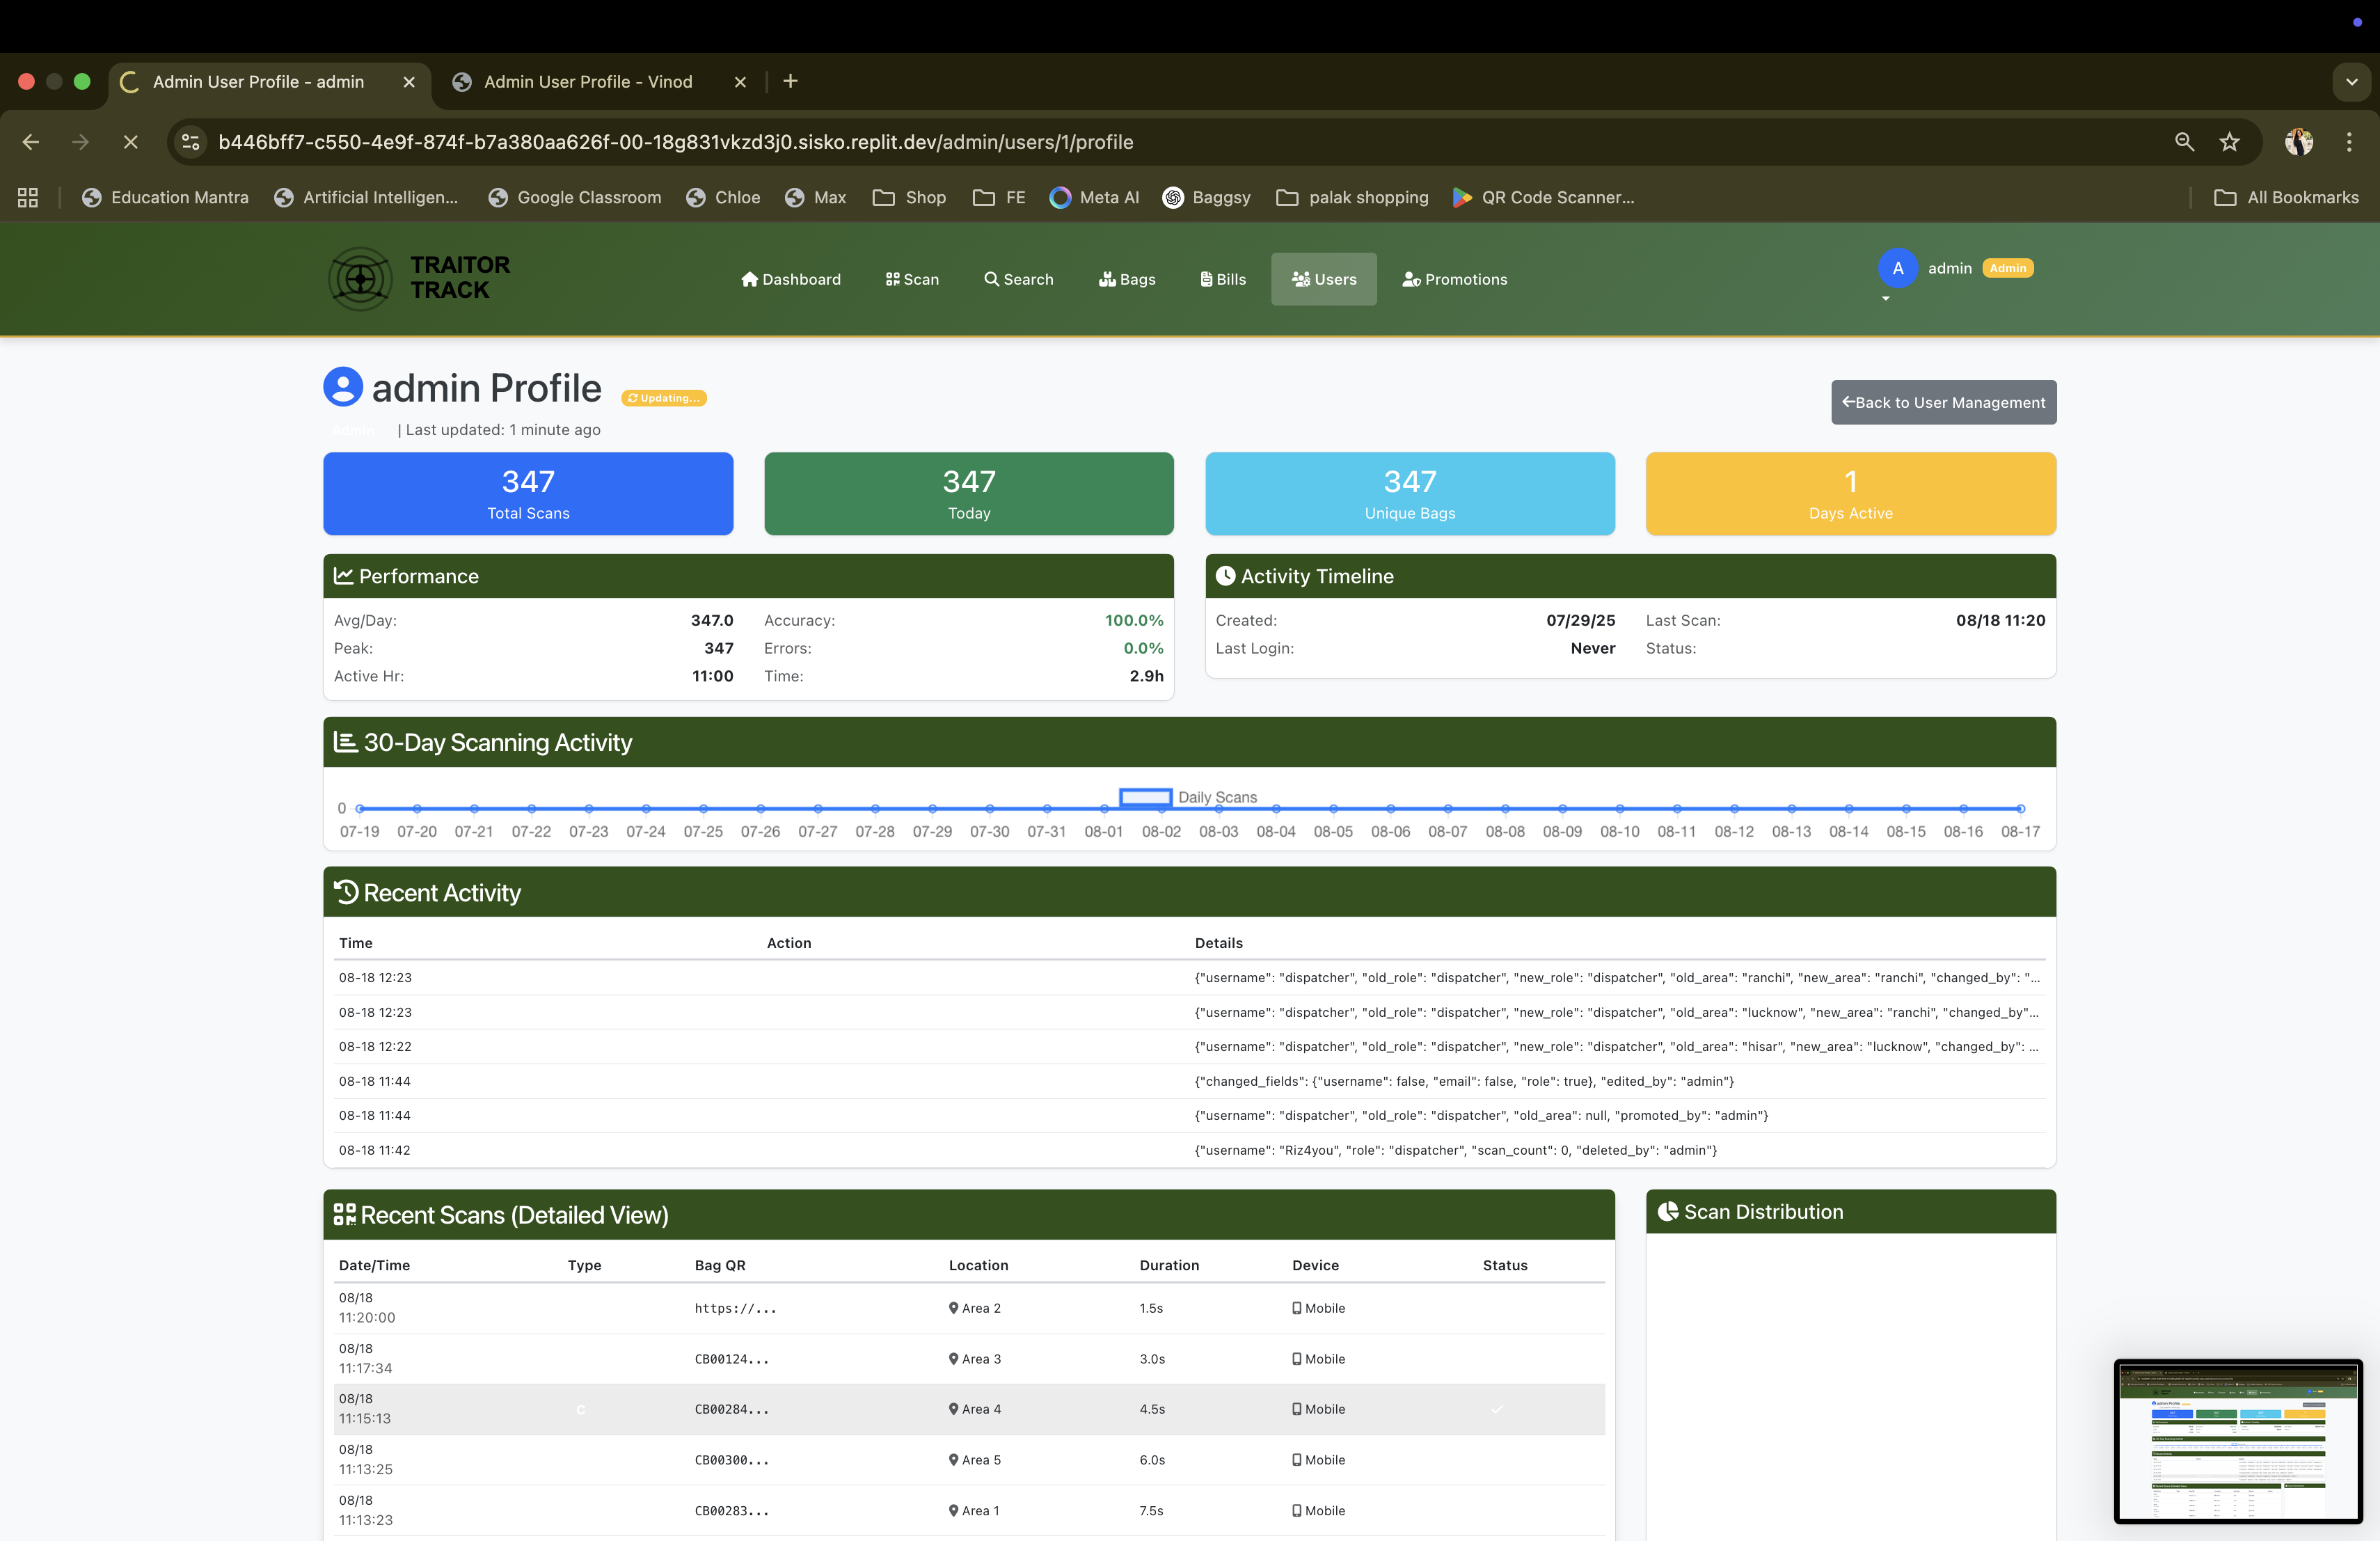 Admin User Profile - admin
Admin User Profile - Vinod
b446bff7-c550-4e9f-874f-b7a380aa626f-00-18g831vkzd3j0.sisko.replit.dev/admin/users/1/profile
Education Mantra Artificial Intelligen... Google Classroom Chloe Max Shop FE Meta AI Baggsy palak shopping QR Code Scanner... All Bookmarks
TRAITOR
TRACK
Dashboard Scan Search Bags Bills Users Promotions
A admin Admin
admin Profile Updating...
Back to User Management
Admin | Last updated: 1 minute ago
347
Total Scans
347
Today
347
Unique Bags
1
Days Active
Performance
Avg/Day: 347.0 Accuracy: 100.0%
Peak: 347 Errors: 0.0%
Active Hr: 11:00 Time: 2.9h
Activity Timeline
Created: 07/29/25 Last Scan: 08/18 11:20
Last Login: Never Status:
30-Day Scanning Activity
Daily Scans
0
07-19 07-20 07-21 07-22 07-23 07-24 07-25 07-26 07-27 07-28 07-29 07-30 07-31 08-01 08-02 08-03 08-04 08-05 08-06 08-07 08-08 08-09 08-10 08-11 08-12 08-13 08-14 08-15 08-16 08-17
Recent Activity
Time Action Details
08-18 12:23 {"username": "dispatcher", "old_role": "dispatcher", "new_role": "dispatcher", "old_area": "ranchi", "new_area": "ranchi", "changed_by": "...
08-18 12:23 {"username": "dispatcher", "old_role": "dispatcher", "new_role": "dispatcher", "old_area": "lucknow", "new_area": "ranchi", "changed_by"...
08-18 12:22 {"username": "dispatcher", "old_role": "dispatcher", "new_role": "dispatcher", "old_area": "hisar", "new_area": "lucknow", "changed_by": ...
08-18 11:44 {"changed_fields": {"username": false, "email": false, "role": true}, "edited_by": "admin"}
08-18 11:44 {"username": "dispatcher", "old_role": "dispatcher", "old_area": null, "promoted_by": "admin"}
08-18 11:42 {"username": "Riz4you", "role": "dispatcher", "scan_count": 0, "deleted_by": "admin"}
Recent Scans (Detailed View)
Date/Time Type Bag QR Location Duration Device Status
08/18
11:20:00 https://... Area 2 1.5s Mobile
08/18
11:17:34 CB00124... Area 3 3.0s Mobile
08/18
11:15:13 C CB00284... Area 4 4.5s Mobile
08/18
11:13:25 CB00300... Area 5 6.0s Mobile
08/18
11:13:23 CB00283... Area 1 7.5s Mobile
Scan Distribution